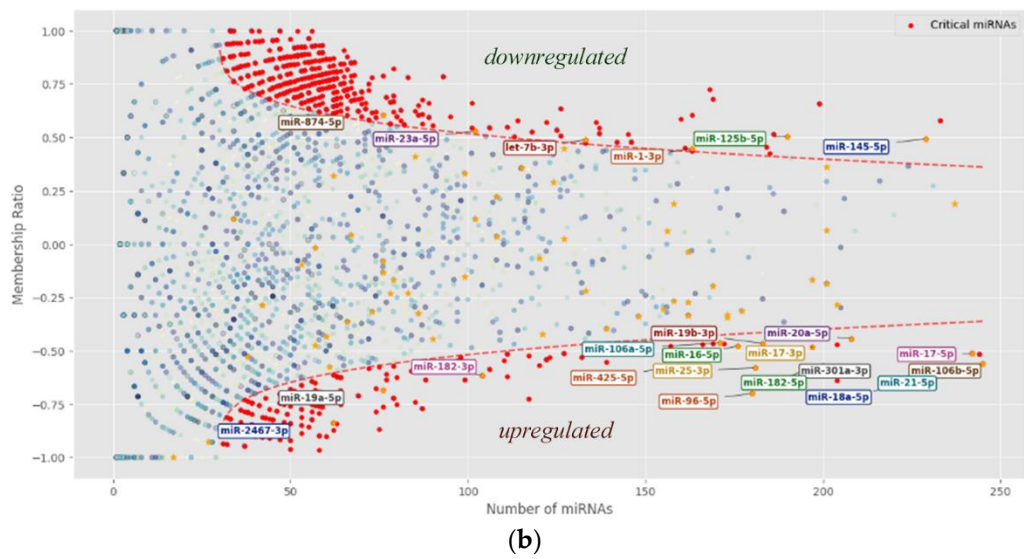 Critical miRNAs
downregulated
upregulated
miR-874-5p
miR-23a-5p
let-7b-3p
miR-1-3p
miR-125b-5p
miR-145-5p
miR-19b-3p
miR-20a-5p
miR-106a-5p
miR-16-5p
miR-17-3p
miR-17-5p
miR-182-3p
miR-25-3p
miR-301a-3p
miR-106b-5p
miR-425-5p
miR-182-5p
miR-21-5p
miR-19a-5p
miR-96-5p
miR-18a-5p
miR-2467-3p
Membership Ratio
1.00
0.75
0.50
0.25
0.00
−0.25
−0.50
−0.75
−1.00
0 50 100 150 200 250
Number of miRNAs
(b)